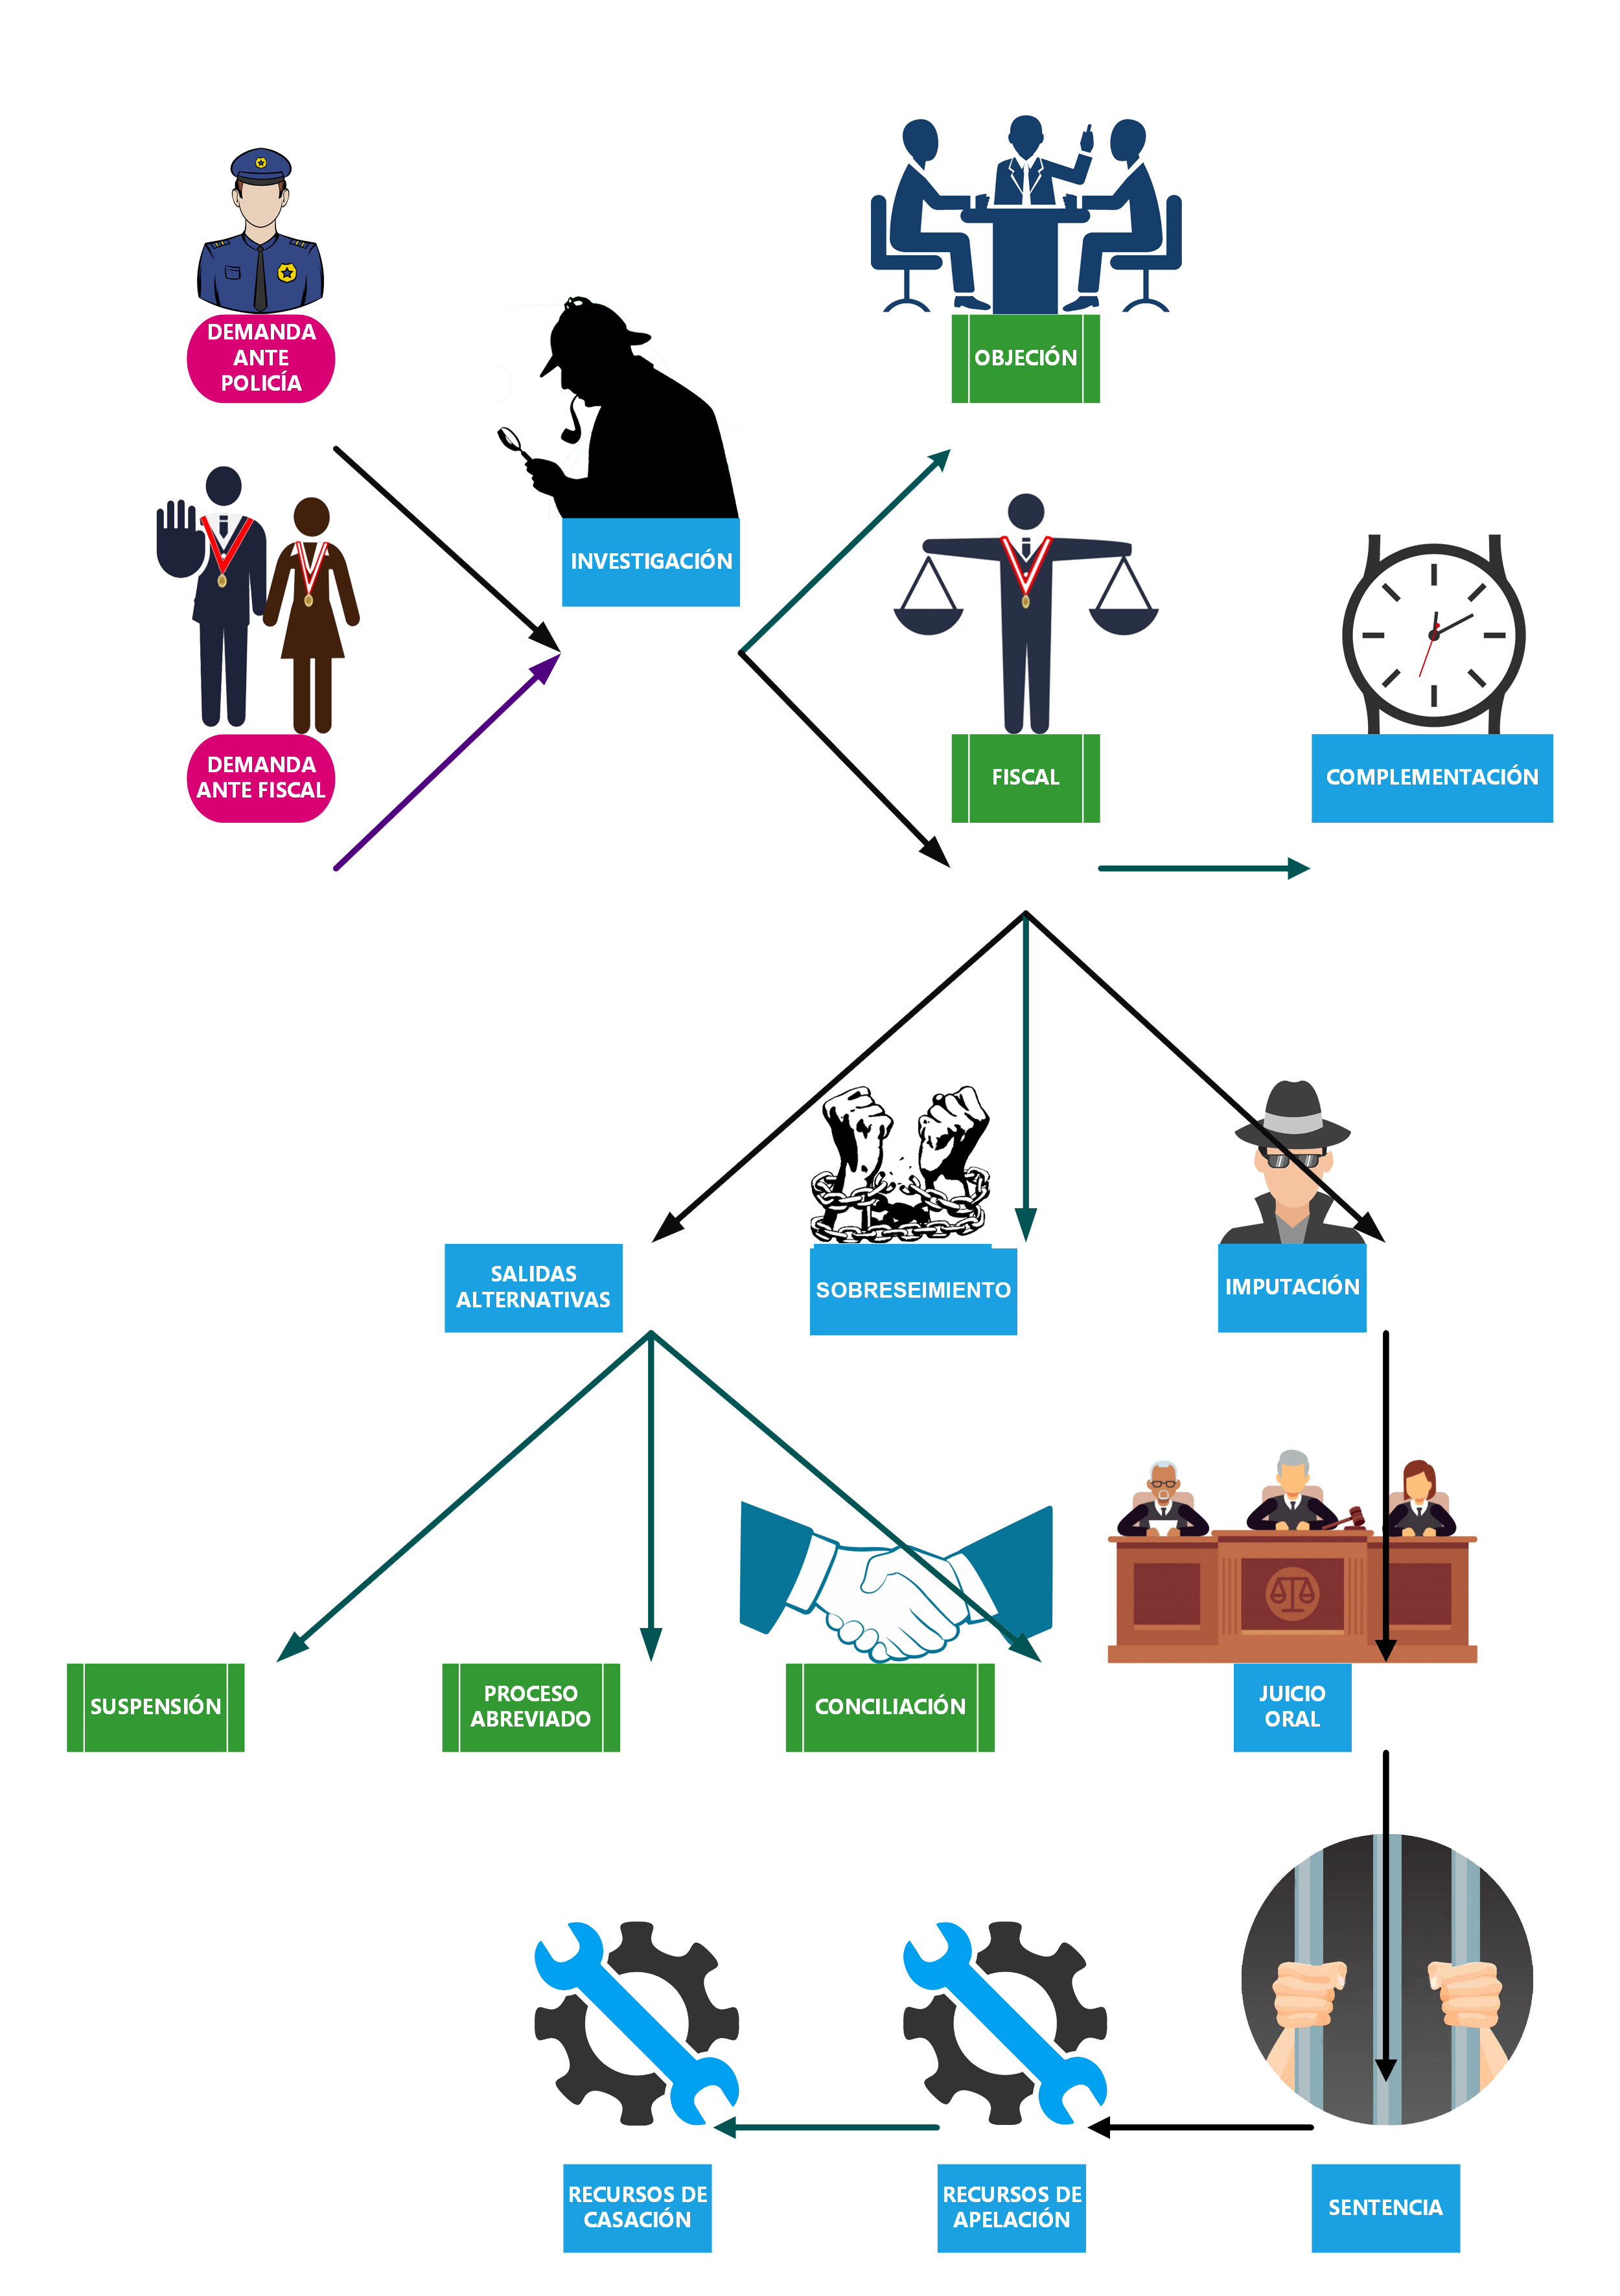 DEMANDA
ANTE
POLICÍA
OBJECIÓN
INVESTIGACIÓN
DEMANDA
ANTE FISCAL
FISCAL
COMPLEMENTACIÓN
SALIDAS
ALTERNATIVAS
SOBRESEIMIENTO
IMPUTACIÓN
SUSPENSIÓN
PROCESO
ABREVIADO
CONCILIACIÓN
JUICIO
ORAL
RECURSOS DE
CASACIÓN
RECURSOS DE
APELACIÓN
SENTENCIA